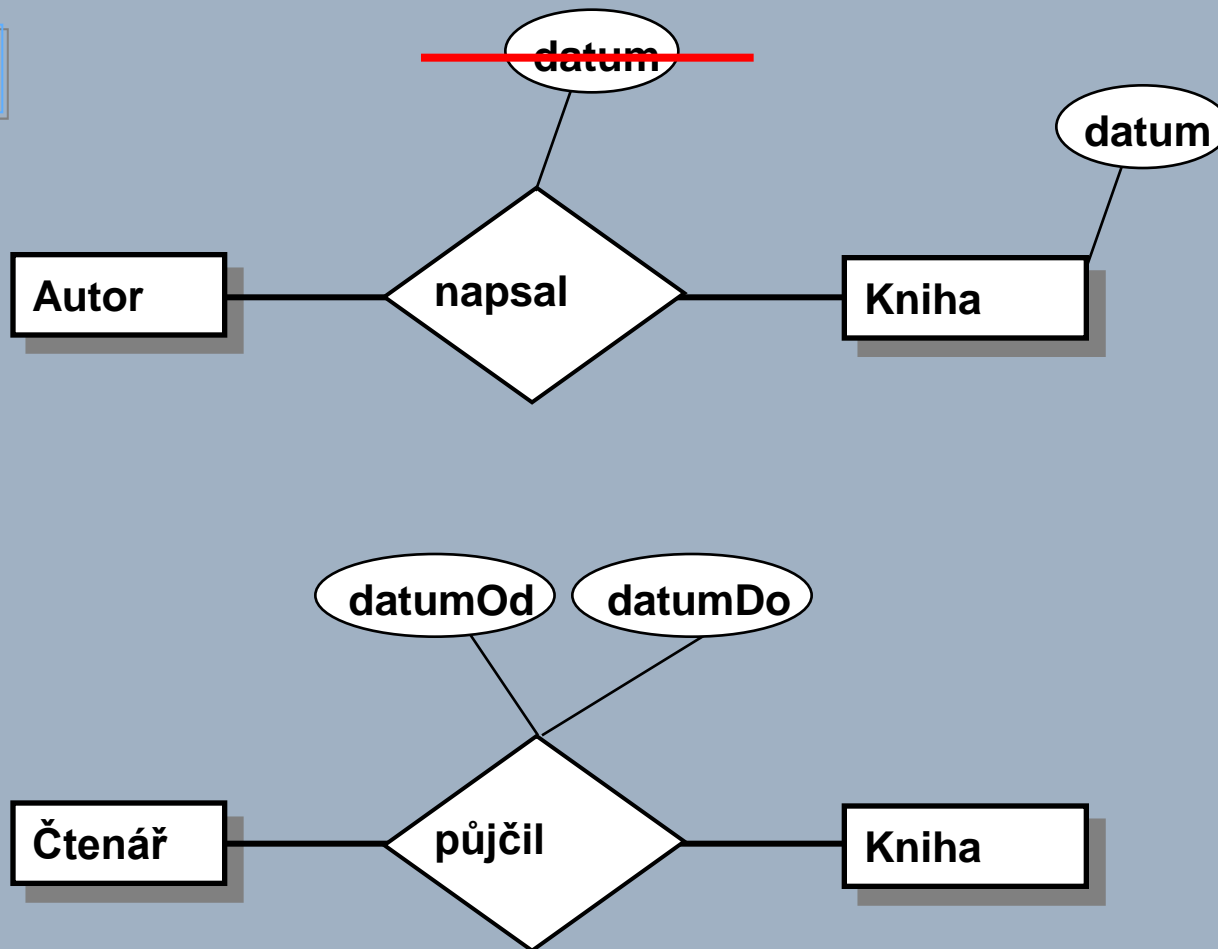 datum
datum
Autor
napsal
Kniha
datumOd
datumDo
Čtenář
půjčil
Kniha